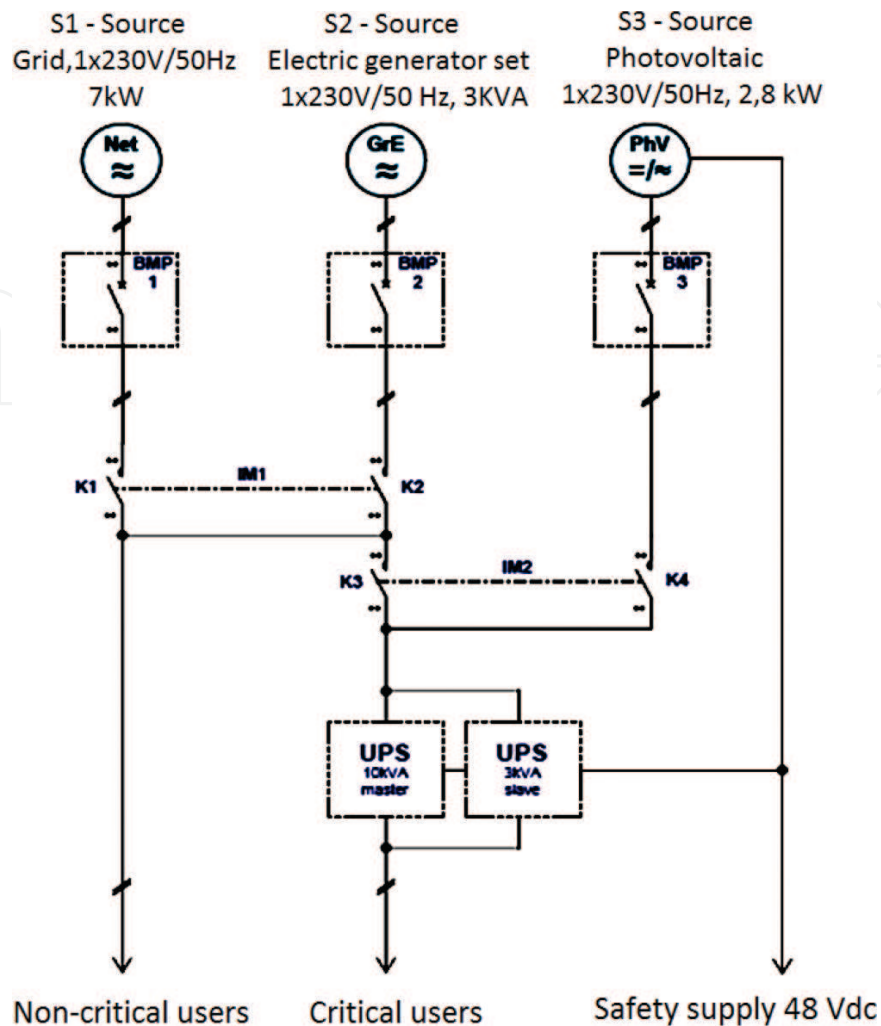 S1 - Source
Grid,1x230V/50Hz
7kW
S2 - Source
Electric generator set
1x230V/50 Hz, 3KVA
S3 - Source
Photovoltaic
1x230V/50Hz, 2,8 kW
Net
≈
GrE
≈
PhV
=/≈
BMP
1
BMP
2
BMP
3
K1
IM1
K2
K3
IM2
K4
UPS
10kVA
master
UPS
3kVA
slave
Non-critical users
Critical users
Safety supply 48 Vdc